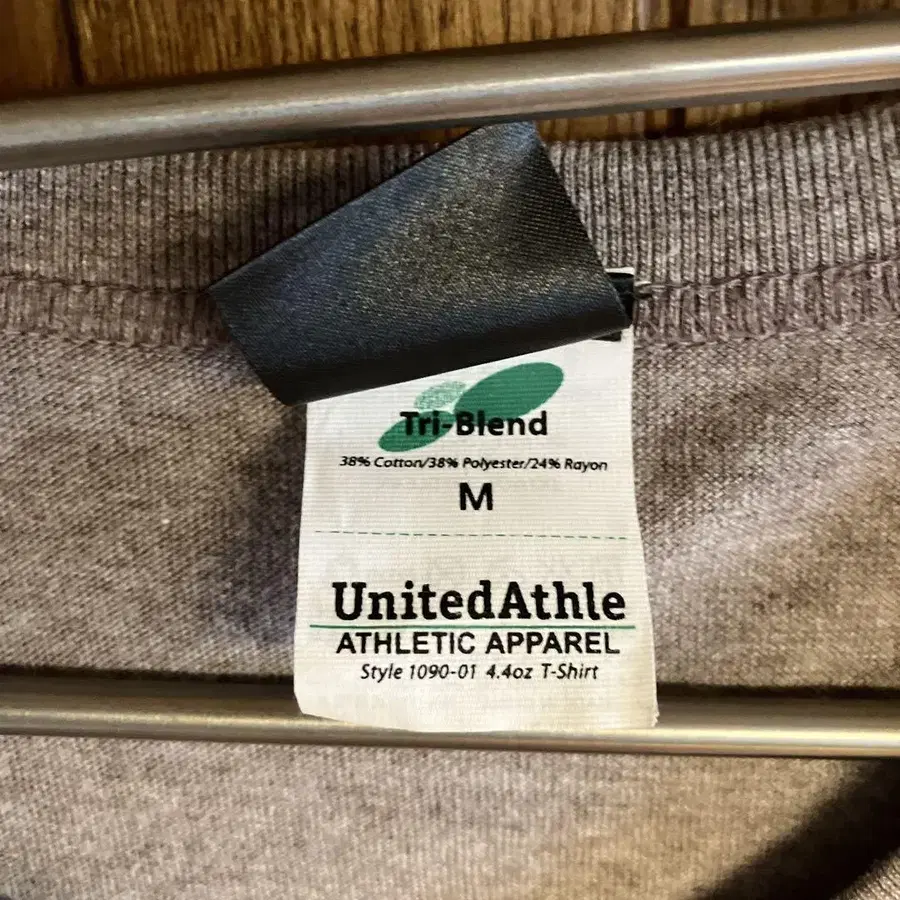 Tri-Blend
38% Cotton/38% Polyester/24% Rayon
M
UnitedAthle
ATHLETIC APPAREL
Style 1090-01 4.4oz T-Shirt